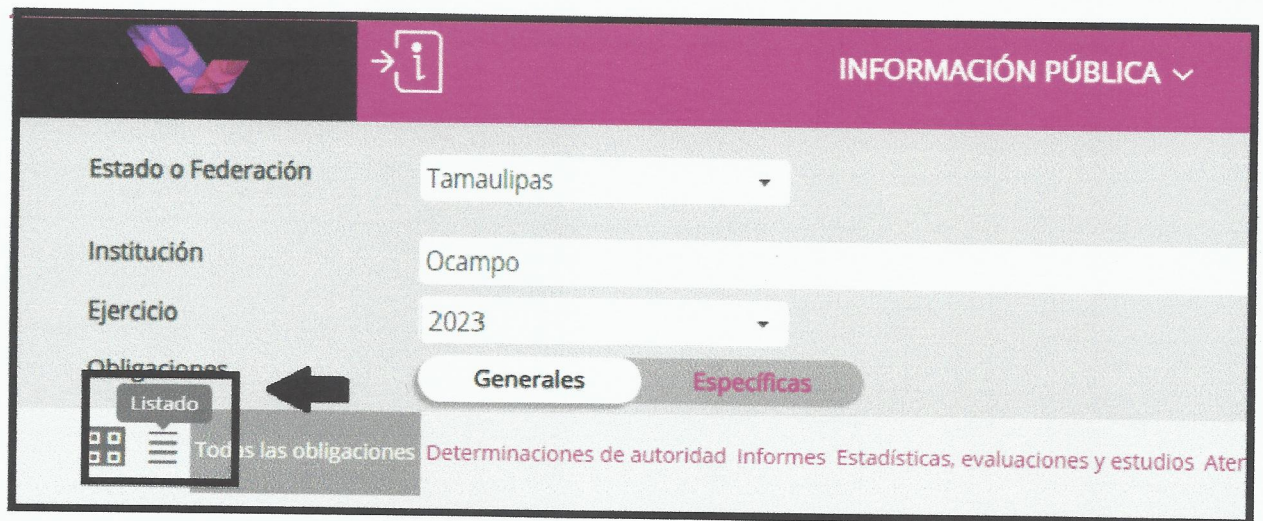 INFORMACIÓN PÚBLICA
Estado o Federación
Tamaulipas
Institución
Ocampo
Ejercicio
2023
Obligaciones
Generales
Específicas
Listado
Todas las obligaciones Determinaciones de autoridad Informes Estadísticas, evaluaciones y estudios Aten